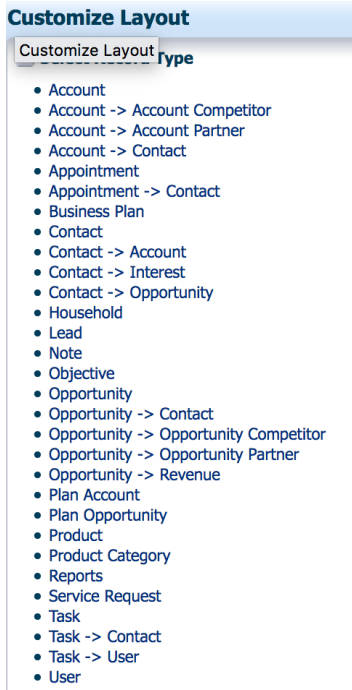 Customize Layout
Customize Layout
Record Type
Account
Account -> Account Competitor
Account -> Account Partner
Account -> Contact
Appointment
Appointment -> Contact
Business Plan
Contact
Contact -> Account
Contact -> Interest
Contact -> Opportunity
Household
Lead
Note
Objective
Opportunity
Opportunity -> Contact
Opportunity -> Opportunity Competitor
Opportunity -> Opportunity Partner
Opportunity -> Revenue
Plan Account
Plan Opportunity
Product
Product Category
Reports
Service Request
Task
Task -> Contact
Task -> User
User